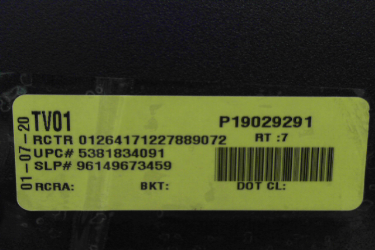 01-07-20
TV01 P19029291
RCTR 01264171227889072 RT :7
UPC# 5381834091
SLP# 96149673459
RCRA: BKT: DOT CL: